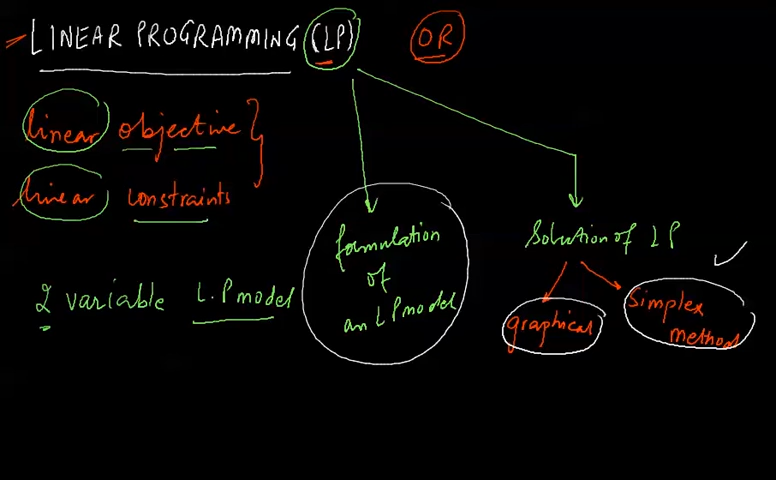 LINEAR PROGRAMMING (LP) OR
linear objective
linear constraints
2 variable L.P model
formulation
of
an LP model
Solution of LP
graphical
Simplex
method